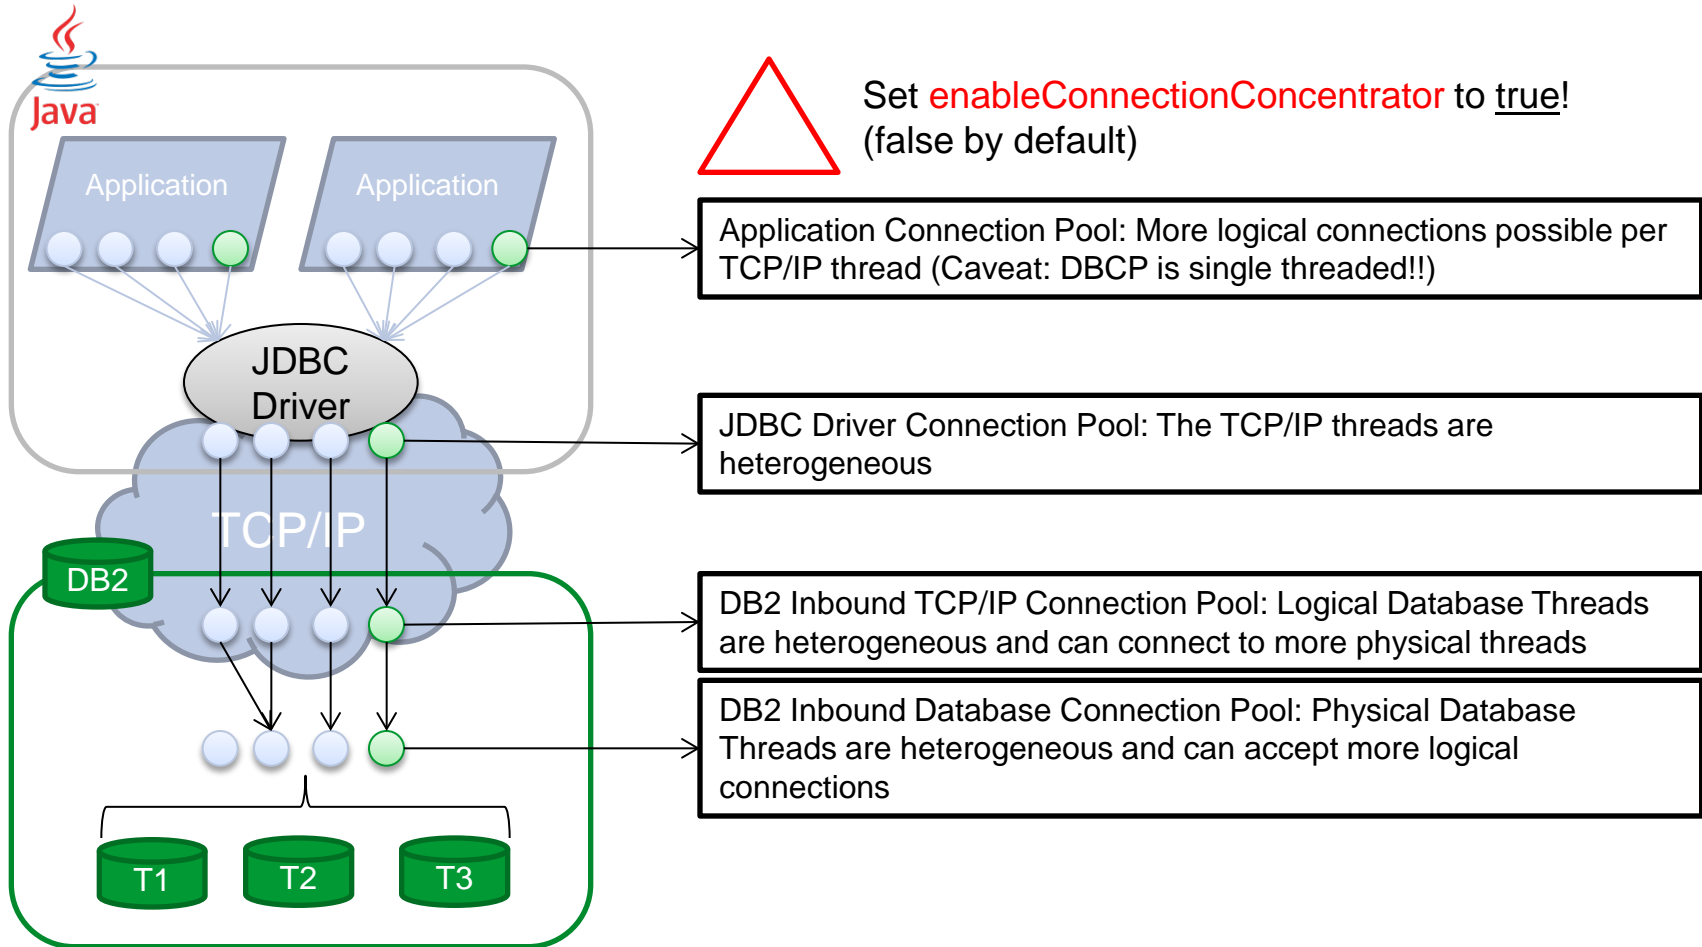 Java
Set enableConnectionConcentrator to true!
(false by default)
Application
Application
Application Connection Pool: More logical connections possible per
TCP/IP thread (Caveat: DBCP is single threaded!!)
JDBC
Driver
JDBC Driver Connection Pool: The TCP/IP threads are
heterogeneous
TCP/IP
DB2
DB2 Inbound TCP/IP Connection Pool: Logical Database Threads
are heterogeneous and can connect to more physical threads
DB2 Inbound Database Connection Pool: Physical Database
Threads are heterogeneous and can accept more logical
connections
T1
T2
T3